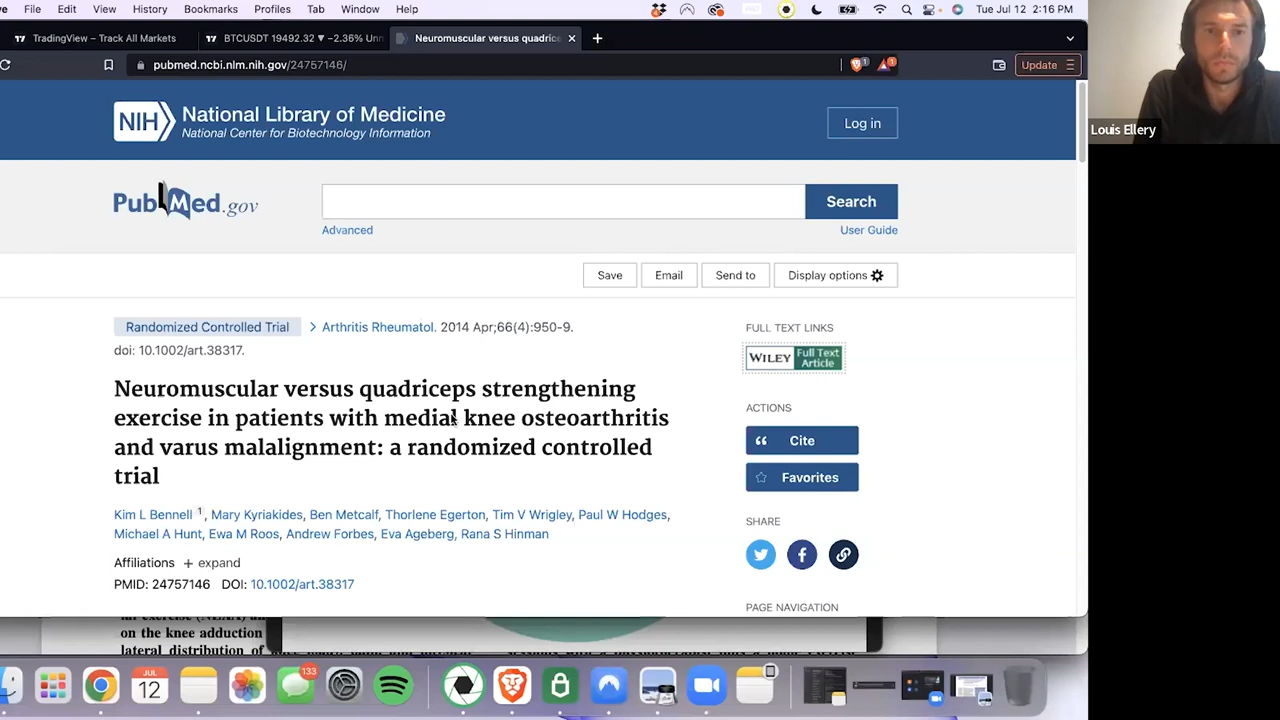 File Edit View History Bookmarks Profiles Tab Window Help Tue Jul 12 2:16 PM
TradingView – Track All Markets BTCUSDT 19492.32 ▼ −2.36% Unn Neuromuscular versus quadric
pubmed.ncbi.nlm.nih.gov/24757146/ 1 1 Update
Louis Ellery
NIH National Library of Medicine
National Center for Biotechnology Information
Log in
PubMed.gov
Search
Advanced User Guide
Save Email Send to Display options
Randomized Controlled Trial > Arthritis Rheumatol. 2014 Apr;66(4):950-9.
doi: 10.1002/art.38317.
Neuromuscular versus quadriceps strengthening
exercise in patients with medial knee osteoarthritis
and varus malalignment: a randomized controlled
trial
Kim L Bennell 1, Mary Kyriakides, Ben Metcalf, Thorlene Egerton, Tim V Wrigley, Paul W Hodges,
Michael A Hunt, Ewa M Roos, Andrew Forbes, Eva Ageberg, Rana S Hinman
Affiliations + expand
PMID: 24757146 DOI: 10.1002/art.38317
FULL TEXT LINKS
WILEY Full Text
Article
ACTIONS
Cite
Favorites
SHARE
PAGE NAVIGATION
on the knee adduction
lateral distribution of
JUL
12
133